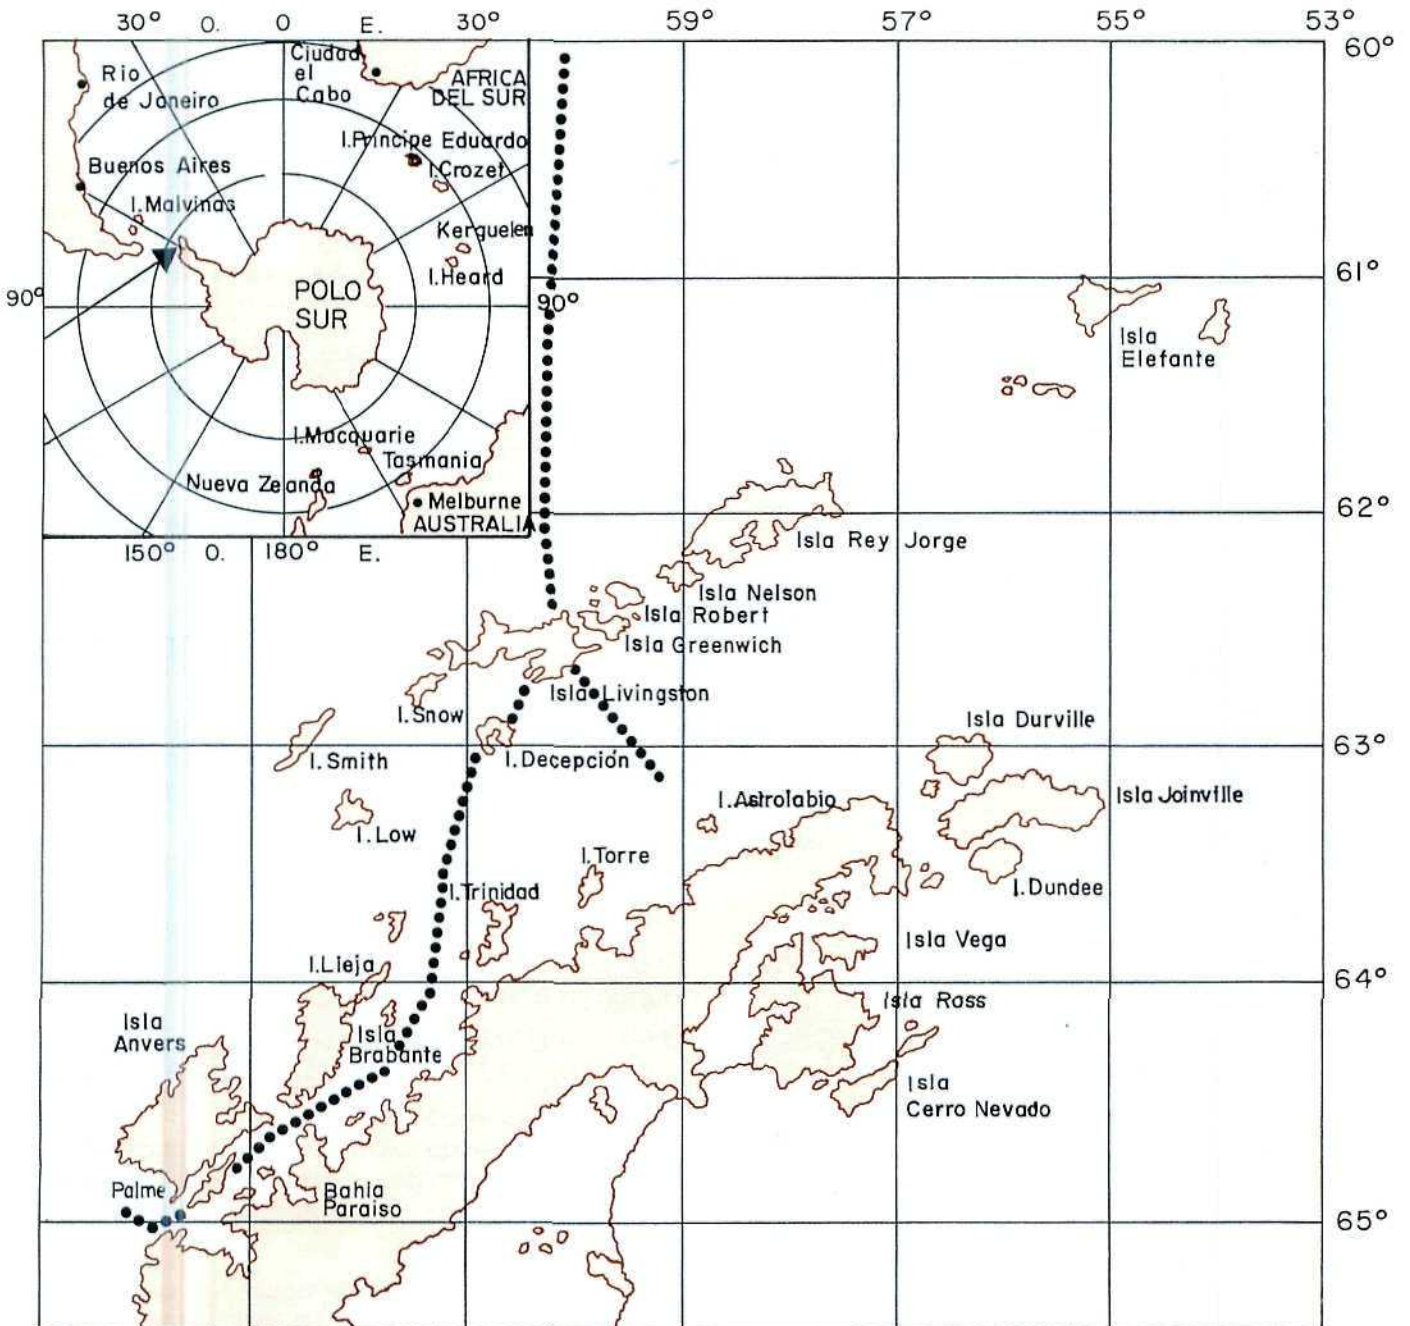 30° O. 0 E. 30° 59° 57° 55° 53°
60°
Ciudad
el
Cabo
AFRICA
DEL SUR
Rio
de Janeiro
I.Principe Eduardo
I.Crozet
Buenos Aires
I.Malvinas
Kerguelen
I.Heard
90°
POLO
SUR
90°
61°
Isla
Elefante
I.Macquarie
Tasmania
Nueva Zelanda
Melburne
AUSTRALIA
62°
150° O. 180° E.
Isla Rey Jorge
Isla Nelson
Isla Robert
Isla Greenwich
Isla Livingston
I.Snow
Isla Durville
63°
I.Smith
I.Decepción
Isla Joinville
I.Astrolabio
I.Low
I.Torre
I.Trinidad
I.Dundee
Isla Vega
I.Lieja
64°
Isla Ross
Isla
Anvers
Isla
Brabante
Isla
Cerro Nevado
Palme
Bahia
Paraiso
65°